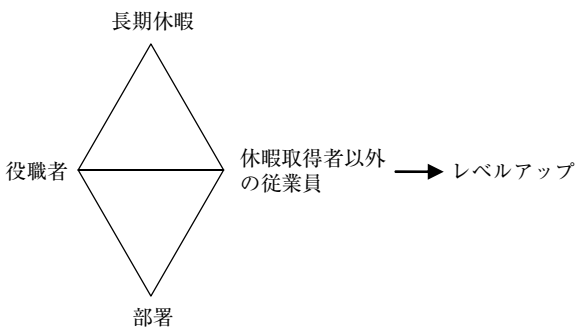 長期休暇
役職者
休暇取得者以外
の従業員
レベルアップ
部署